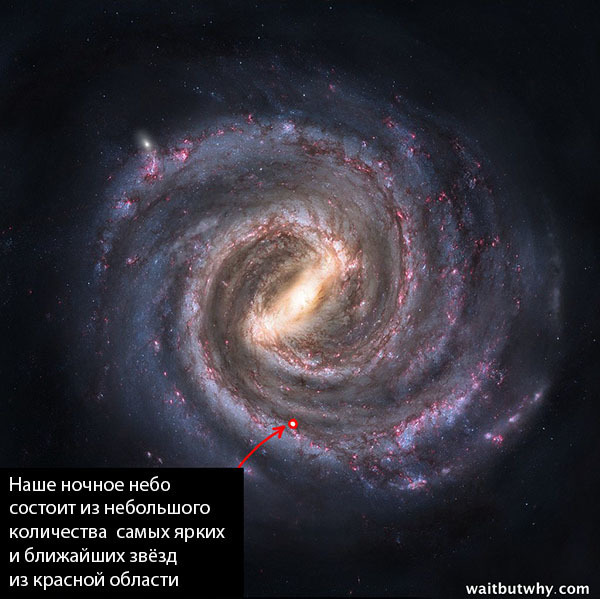 Наше ночное небо
состоит из небольшого
количества самых ярких
и ближайших звёзд
из красной области
waitbutwhy.com